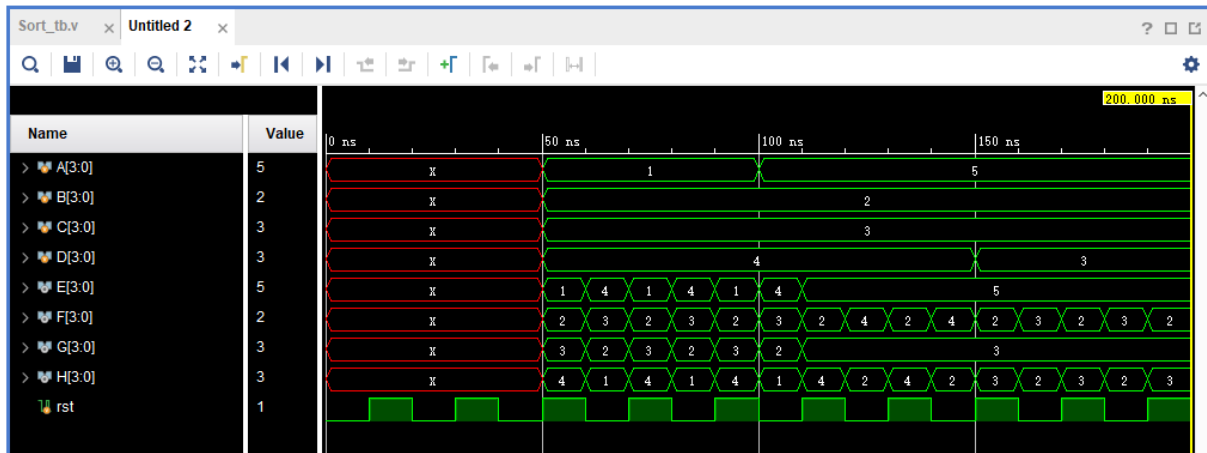 Sort_tb.v × Untitled 2 ×
?
200.000 ns
Name Value
0 ns 50 ns 100 ns 150 ns
A[3:0] 5 X 1 5
B[3:0] 2 X 2
C[3:0] 3 X 3
D[3:0] 3 X 4 3
E[3:0] 5 X 1 4 1 4 1 4 5
F[3:0] 2 X 2 3 2 3 2 3 2 4 2 4 2 3 2 3 2
G[3:0] 3 X 3 2 3 2 3 2 3
H[3:0] 3 X 4 1 4 1 4 1 4 2 4 2 3 2 3 2 3
rst 1